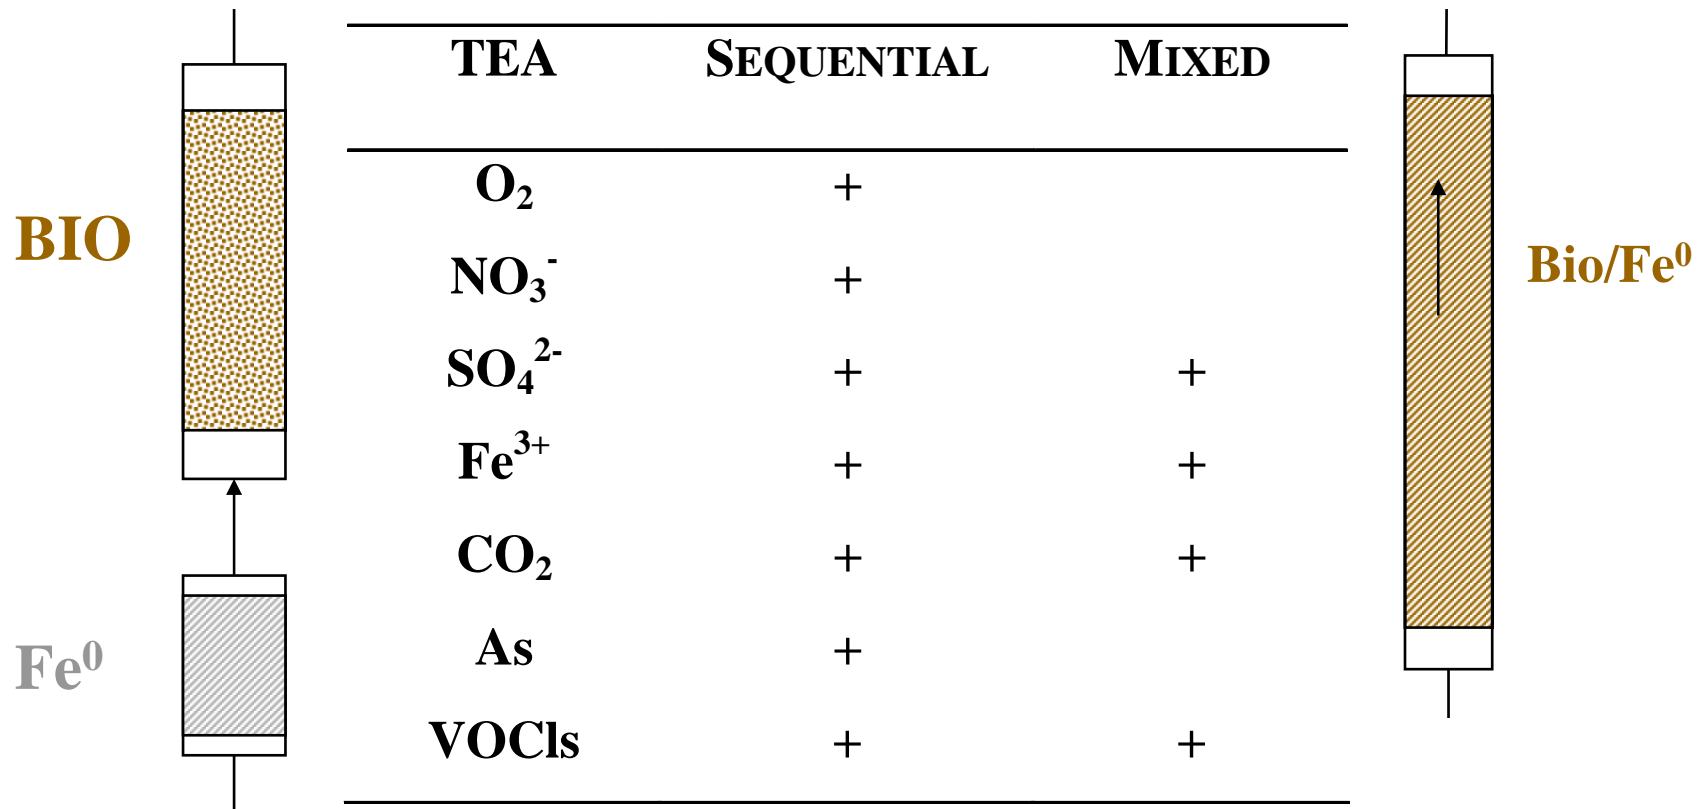 TEA SEQUENTIAL MIXED
O₂ +
NO₃⁻ +
SO₄²⁻ + +
Fe³⁺ + +
CO₂ + +
As +
VOCls + +
BIO
Fe⁰
Bio/Fe⁰